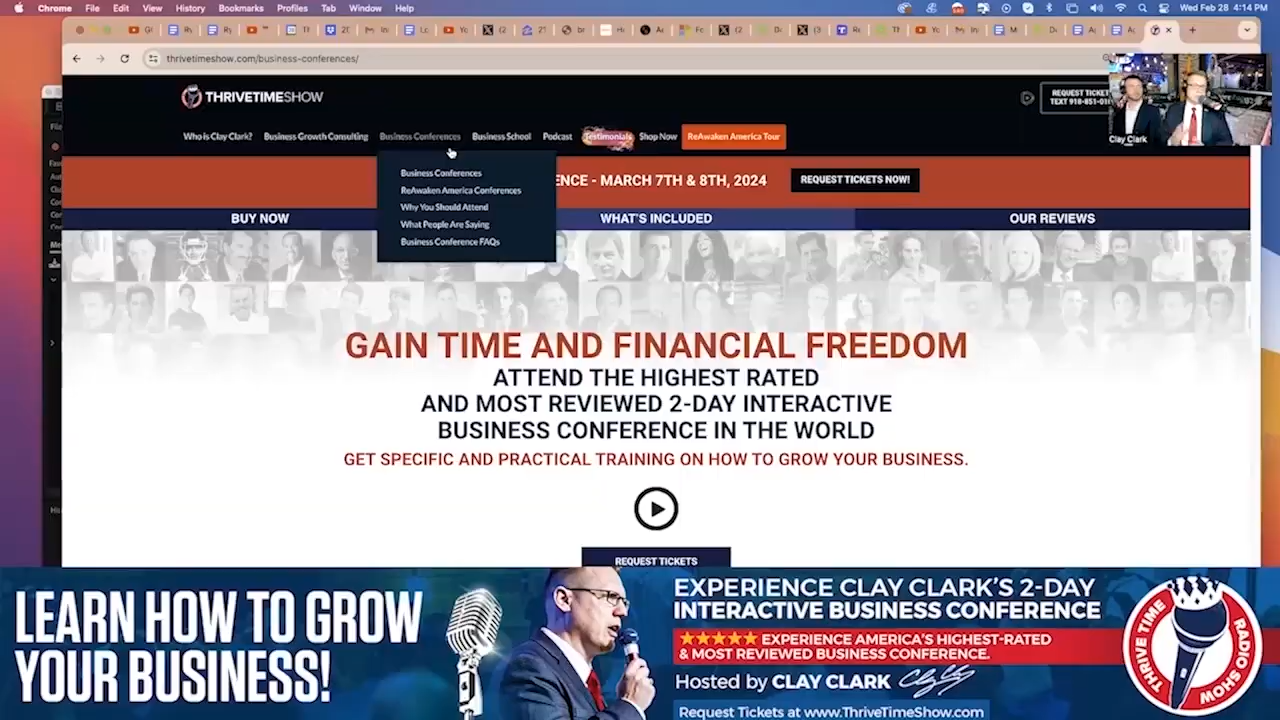 Chrome File Edit View History Bookmarks Profiles Tab Window Help
Wed Feb 28 4:14 PM
thrivetimeshow.com/business-conferences/
THRIVETIMESHOW
REQUEST TICKET
TEXT 918-851-01
Who is Clay Clark? Business Growth Consulting Business Conferences Business School Podcast Testimonials Shop Now ReAwaken America Tour
Clay Clark
Business Conferences
ReAwaken America Conferences
Why You Should Attend
What People Are Saying
Business Conference FAQs
ENCE - MARCH 7TH & 8TH, 2024
REQUEST TICKETS NOW!
BUY NOW WHAT'S INCLUDED OUR REVIEWS
GAIN TIME AND FINANCIAL FREEDOM
ATTEND THE HIGHEST RATED
AND MOST REVIEWED 2-DAY INTERACTIVE
BUSINESS CONFERENCE IN THE WORLD
GET SPECIFIC AND PRACTICAL TRAINING ON HOW TO GROW YOUR BUSINESS.
REQUEST TICKETS
LEARN HOW TO GROW
YOUR BUSINESS!
EXPERIENCE CLAY CLARK'S 2-DAY
INTERACTIVE BUSINESS CONFERENCE
★★★★★ EXPERIENCE AMERICA'S HIGHEST-RATED
& MOST REVIEWED BUSINESS CONFERENCE.
Hosted by CLAY CLARK
Request Tickets at www.ThriveTimeShow.com
THRIVE TIME RADIO SHOW